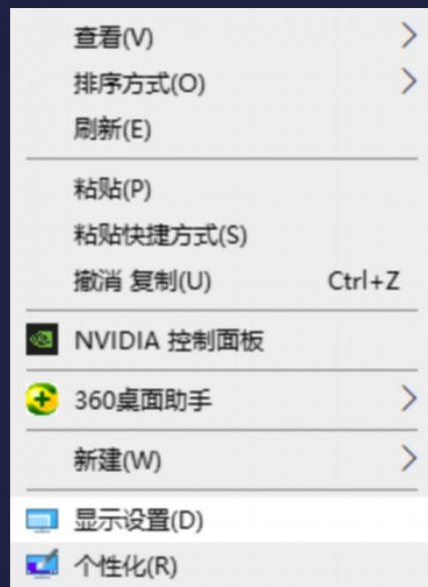 查看(V)
排序方式(O)
刷新(E)
粘贴(P)
粘贴快捷方式(S)
撤消 复制(U) Ctrl+Z
NVIDIA 控制面板
360桌面助手
新建(W)
显示设置(D)
个性化(R)